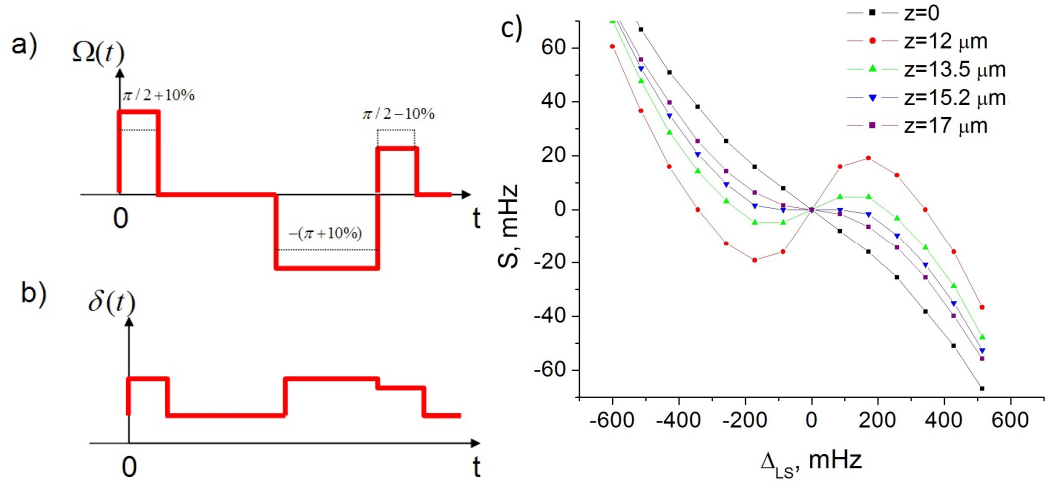 a)
Ω(t)
π/2+10%
π/2−10%
0
t
−(π+10%)
b)
δ(t)
0
t
c)
z=0
z=12 μm
z=13.5 μm
z=15.2 μm
z=17 μm
S, mHz
60
40
20
0
-20
-40
-60
-600 -400 -200 0 200 400 600
Δ_LS, mHz